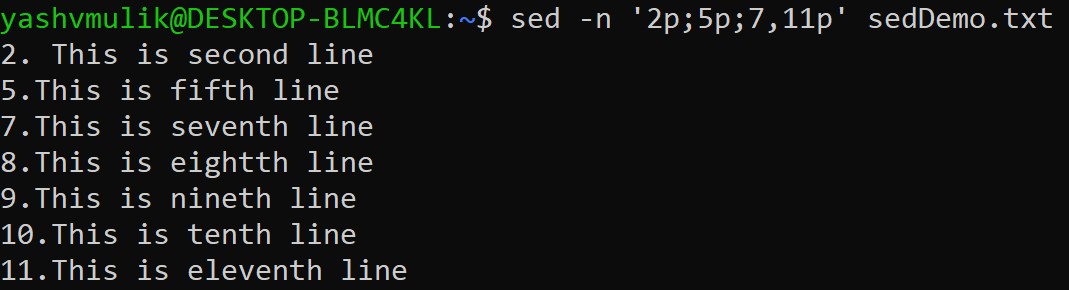 yashvmulik@DESKTOP-BLMC4KL:~$ sed -n '2p;5p;7,11p' sedDemo.txt
2. This is second line
5.This is fifth line
7.This is seventh line
8.This is eightth line
9.This is nineth line
10.This is tenth line
11.This is eleventh line